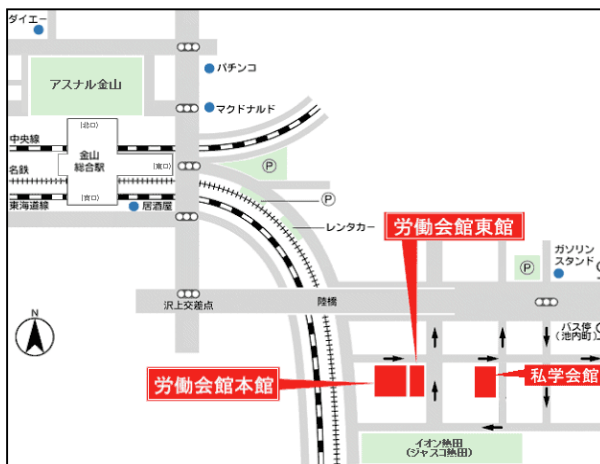 ダイエー
パチンコ
アスナル金山
マクドナルド
(北口)
中央線
金山
総合駅
(東口)
名鉄
(南口)
東海道線
居酒屋
P
P
レンタカー
労働会館東館
ガソリン
スタンド
P
沢上交差点
陸橋
バス停
(池内町)
N
労働会館本館
私学会館
イオン熱田
(ジャスコ熱田)